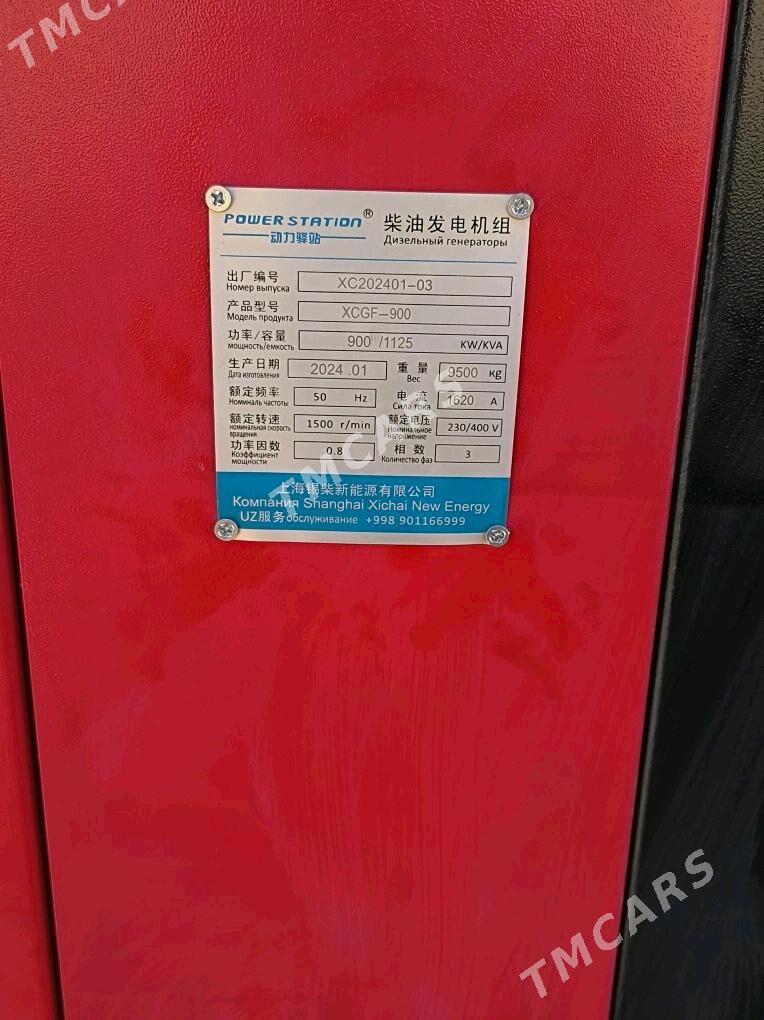 TMCARS
POWER STATION® 柴油发电机组
动力驿站 Дизельный генераторы
出厂编号 XC202401-03
Номер выпуска
产品型号 XCGF-900
Модель продукта
功率/容量 900 /1125 KW/KVA
мощность/емкость
生产日期 2024 .01 重量 9500 кg
Дата изготовления Вес
额定频率 50 Hz 电流 1620 A
Номиналь частоты Сила тока
额定转速 1500 r/min 额定电压 230/400 V
номинальная скорость вращения Номинальное напряжение
功率因数 0.8 相数 3
Коэффициент мощности Количество фаз
TMCARS
上海锡柴新能源有限公司
Компания Shanghai Xichai New Energy
UZ服务 обслуживание +998 901166999
TMCARS